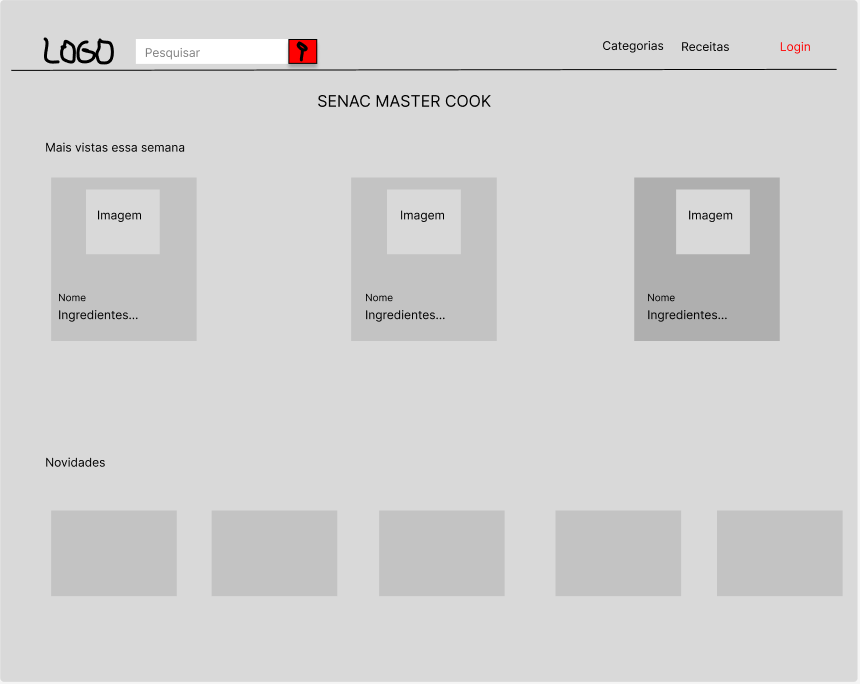 LOGO
Pesquisar
Categorias
Receitas
Login
SENAC MASTER COOK
Mais vistas essa semana
Imagem
Imagem
Imagem
Nome
Ingredientes...
Nome
Ingredientes...
Nome
Ingredientes...
Novidades